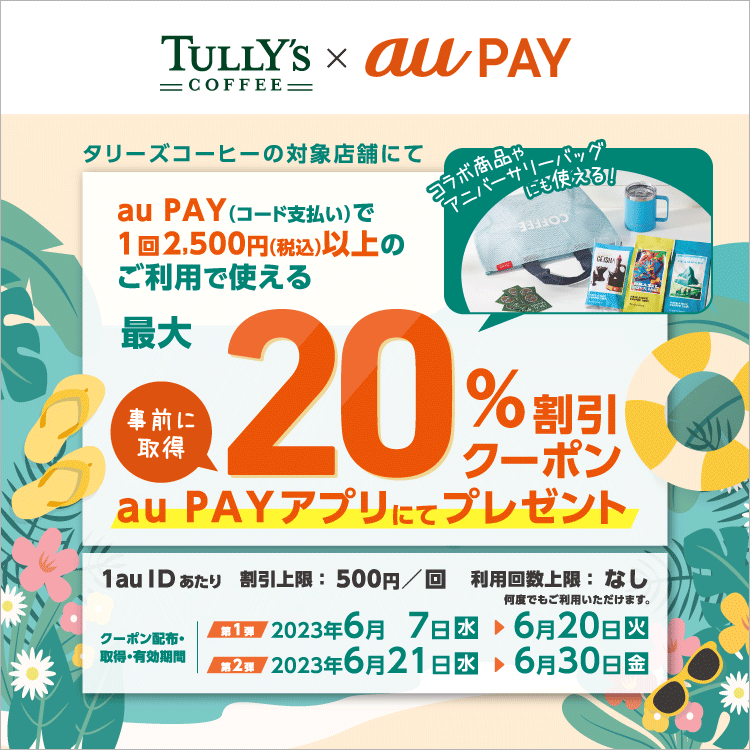 TULLY'S COFFEE × au PAY
タリーズコーヒーの対象店舗にて
コラボ商品や
アニバーサリーバッグ
にも使える!
au PAY(コード支払い)で
1回2,500円(税込)以上の
ご利用で使える
最大
20%割引
クーポン
事前に
取得
au PAYアプリにてプレゼント
1au IDあたり 割引上限:500円/回 利用回数上限:なし
何度でもご利用いただけます。
クーポン配布・
取得・有効期間
第1弾 2023年6月 7日水 ▶ 6月20日火
第2弾 2023年6月21日水 ▶ 6月30日金
COFFEE
GEISHA